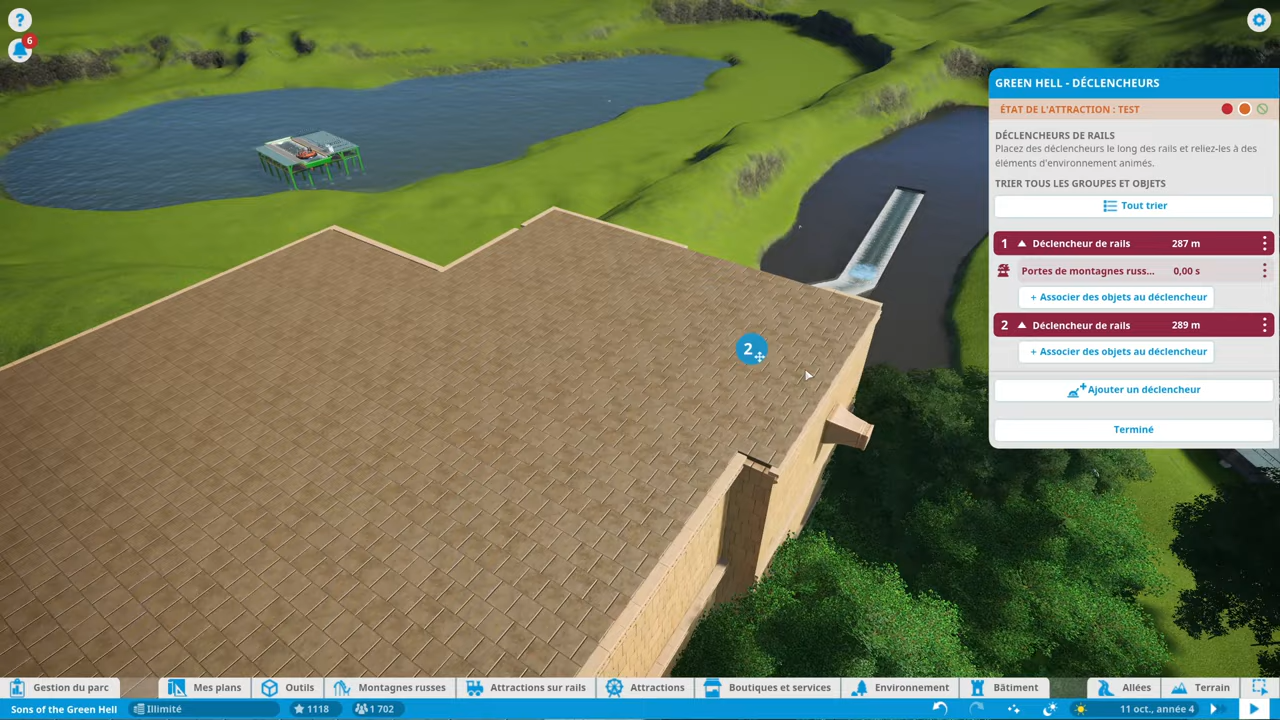 ?
6
GREEN HELL - DÉCLENCHEURS
ÉTAT DE L'ATTRACTION : TEST
DÉCLENCHEURS DE RAILS
Placez des déclencheurs le long des rails et reliez-les à des
éléments d'environnement animés.
TRIER TOUS LES GROUPES ET OBJETS
Tout trier
1 Déclencheur de rails 287 m
Portes de montagnes russ... 0,00 s
+ Associer des objets au déclencheur
2 Déclencheur de rails 289 m
+ Associer des objets au déclencheur
Ajouter un déclencheur
Terminé
2
Gestion du parc Mes plans Outils Montagnes russes Attractions sur rails Attractions Boutiques et services Environnement Bâtiment Allées Terrain
Sons of the Green Hell Illimité 1118 1 702 11 oct., année 4